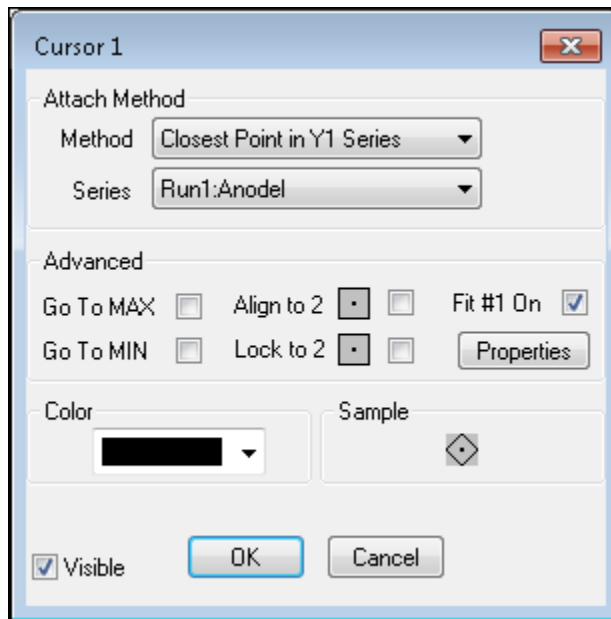 Cursor 1
Attach Method
Method Closest Point in Y1 Series
Series Run1:AnodeI
Advanced
Go To MAX Align to 2 Fit #1 On
Go To MIN Lock to 2 Properties
Color Sample
Visible OK Cancel